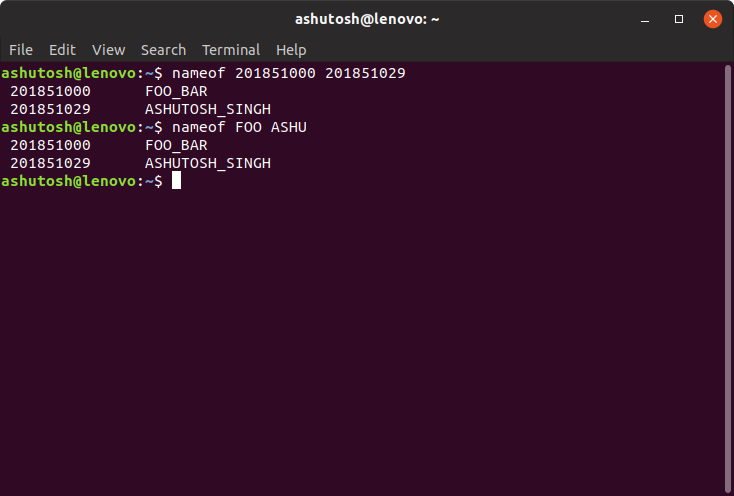 ashutosh@lenovo: ~
File Edit View Search Terminal Help
ashutosh@lenovo:~$ nameof 201851000 201851029
201851000 FOO_BAR
201851029 ASHUTOSH_SINGH
ashutosh@lenovo:~$ nameof FOO ASHU
201851000 FOO_BAR
201851029 ASHUTOSH_SINGH
ashutosh@lenovo:~$